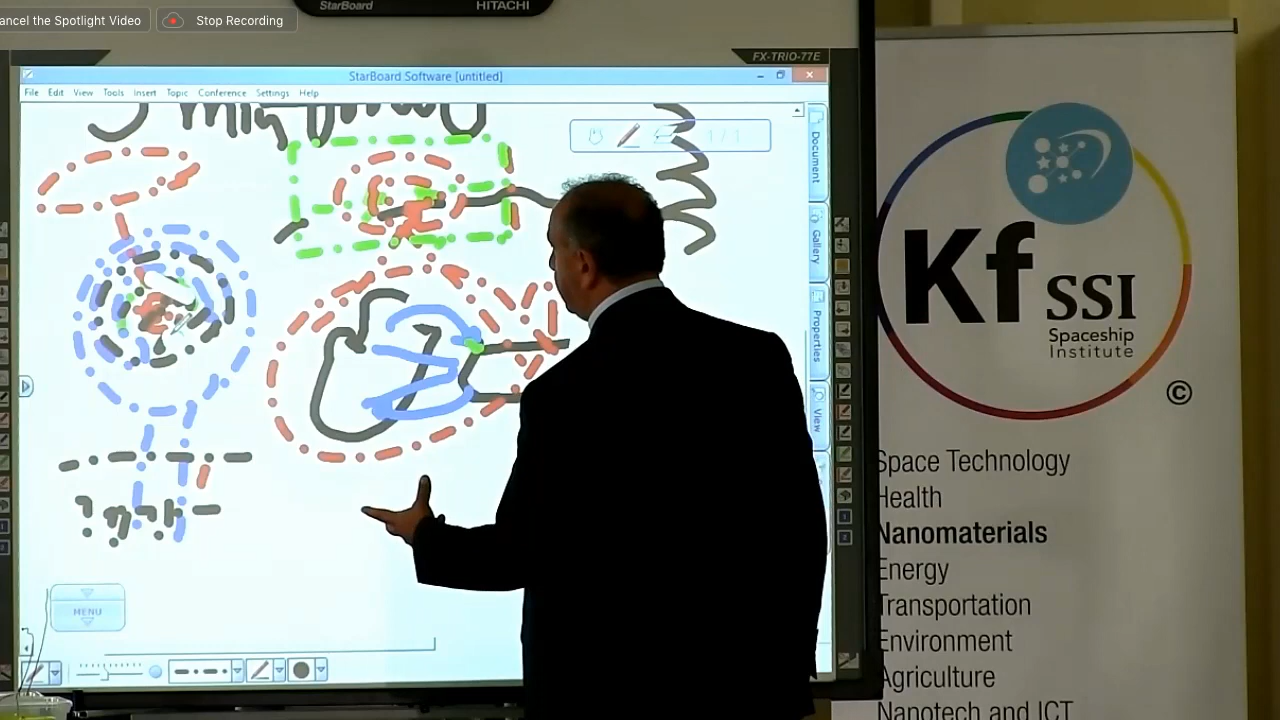 ancel the Spotlight Video
Stop Recording
StarBoard
HITACHI
FX-TRIO-77E
StarBoard Software [untitled]
File Edit View Tools Insert Topic Conference Settings Help
1 / 1
Document
Gallery
Properties
View
MENU
Kf SSI
Spaceship
Institute
©
Space Technology
Health
Nanomaterials
Energy
Transportation
Environment
Agriculture
Nanotech and ICT